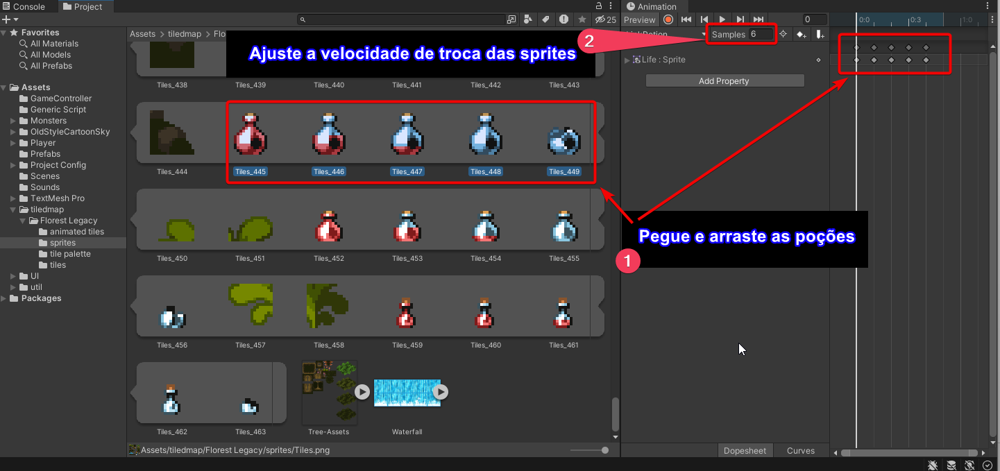 Console
Project
25
Favorites
All Materials
All Models
All Prefabs
Assets
GameController
Generic Script
Monsters
OldStyleCartoonSky
Player
Prefabs
Project Config
Scenes
Sounds
TextMesh Pro
tiledmap
Florest Legacy
animated tiles
sprites
tile palette
tiles
UI
util
Packages
Assets > tiledmap > Flo
Ajuste a velocidade de troca das sprites
Tiles_438 Tiles_439 Tiles_440 Tiles_441 Tiles_442 Tiles_443
Tiles_444 Tiles_445 Tiles_446 Tiles_447 Tiles_448 Tiles_449
Tiles_450 Tiles_451 Tiles_452 Tiles_453 Tiles_454 Tiles_455
Tiles_456 Tiles_457 Tiles_458 Tiles_459 Tiles_460 Tiles_461
Tiles_462 Tiles_463 Tree-Assets Waterfall
Assets/tiledmap/Florest Legacy/sprites/Tiles.png
Animation
Preview 0 0:0 0:3 1:0
2
Samples 6
Life : Sprite
Add Property
Pegue e arraste as poções
1
Dopesheet Curves